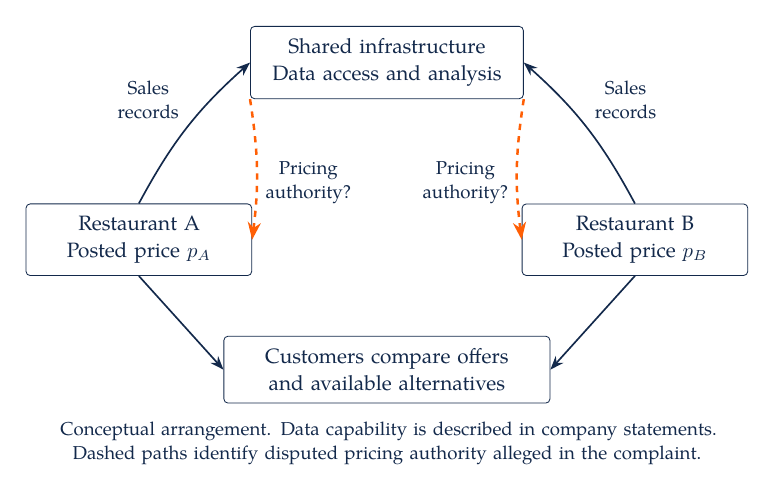 Shared infrastructure
Data access and analysis
Sales
records
Sales
records
Pricing
authority?
Pricing
authority?
Restaurant A
Posted price p_A
Restaurant B
Posted price p_B
Customers compare offers
and available alternatives
Conceptual arrangement. Data capability is described in company statements.
Dashed paths identify disputed pricing authority alleged in the complaint.